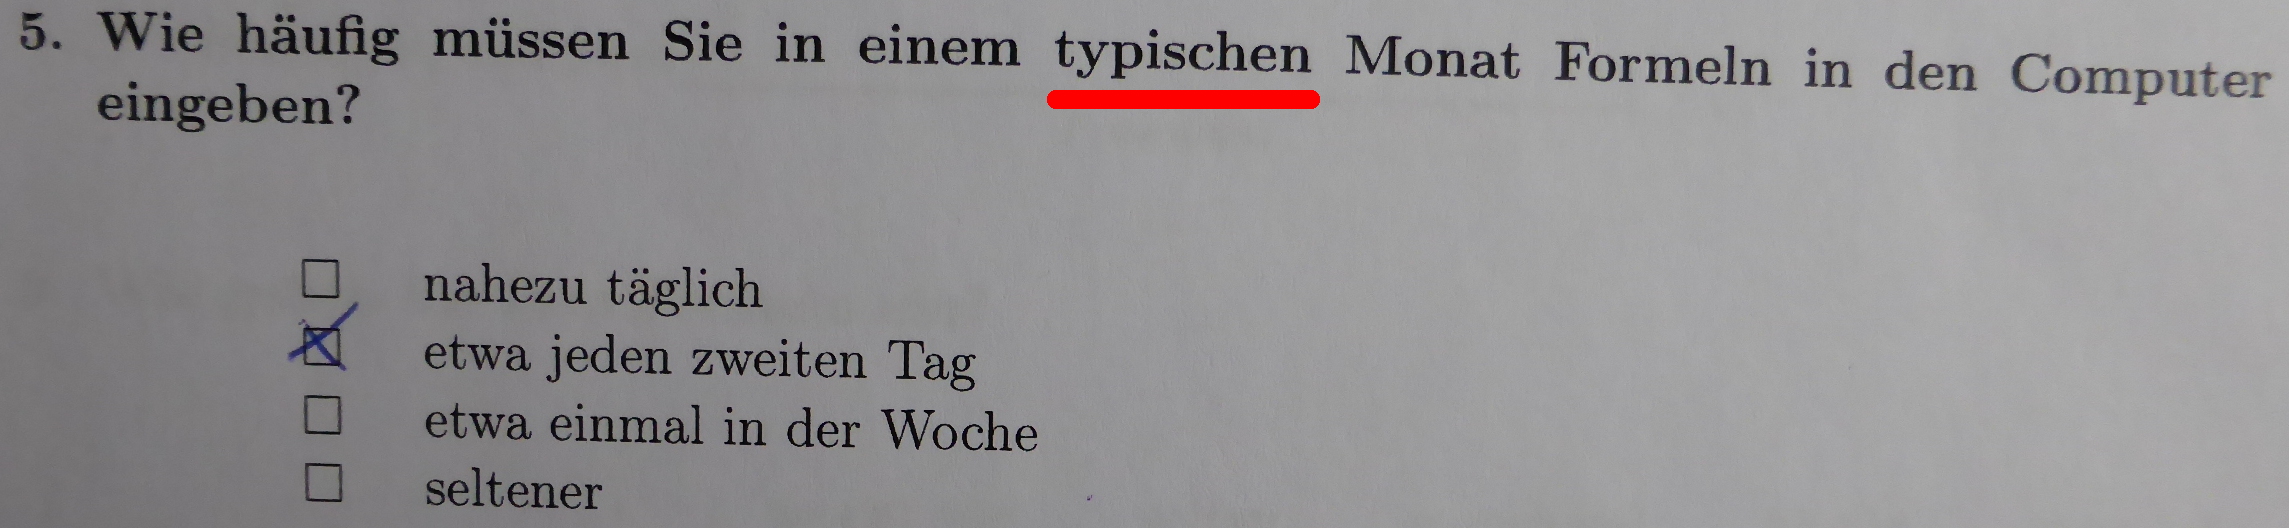 5. Wie häufig müssen Sie in einem typischen Monat Formeln in den Computer
eingeben?
nahezu täglich
etwa jeden zweiten Tag
etwa einmal in der Woche
seltener